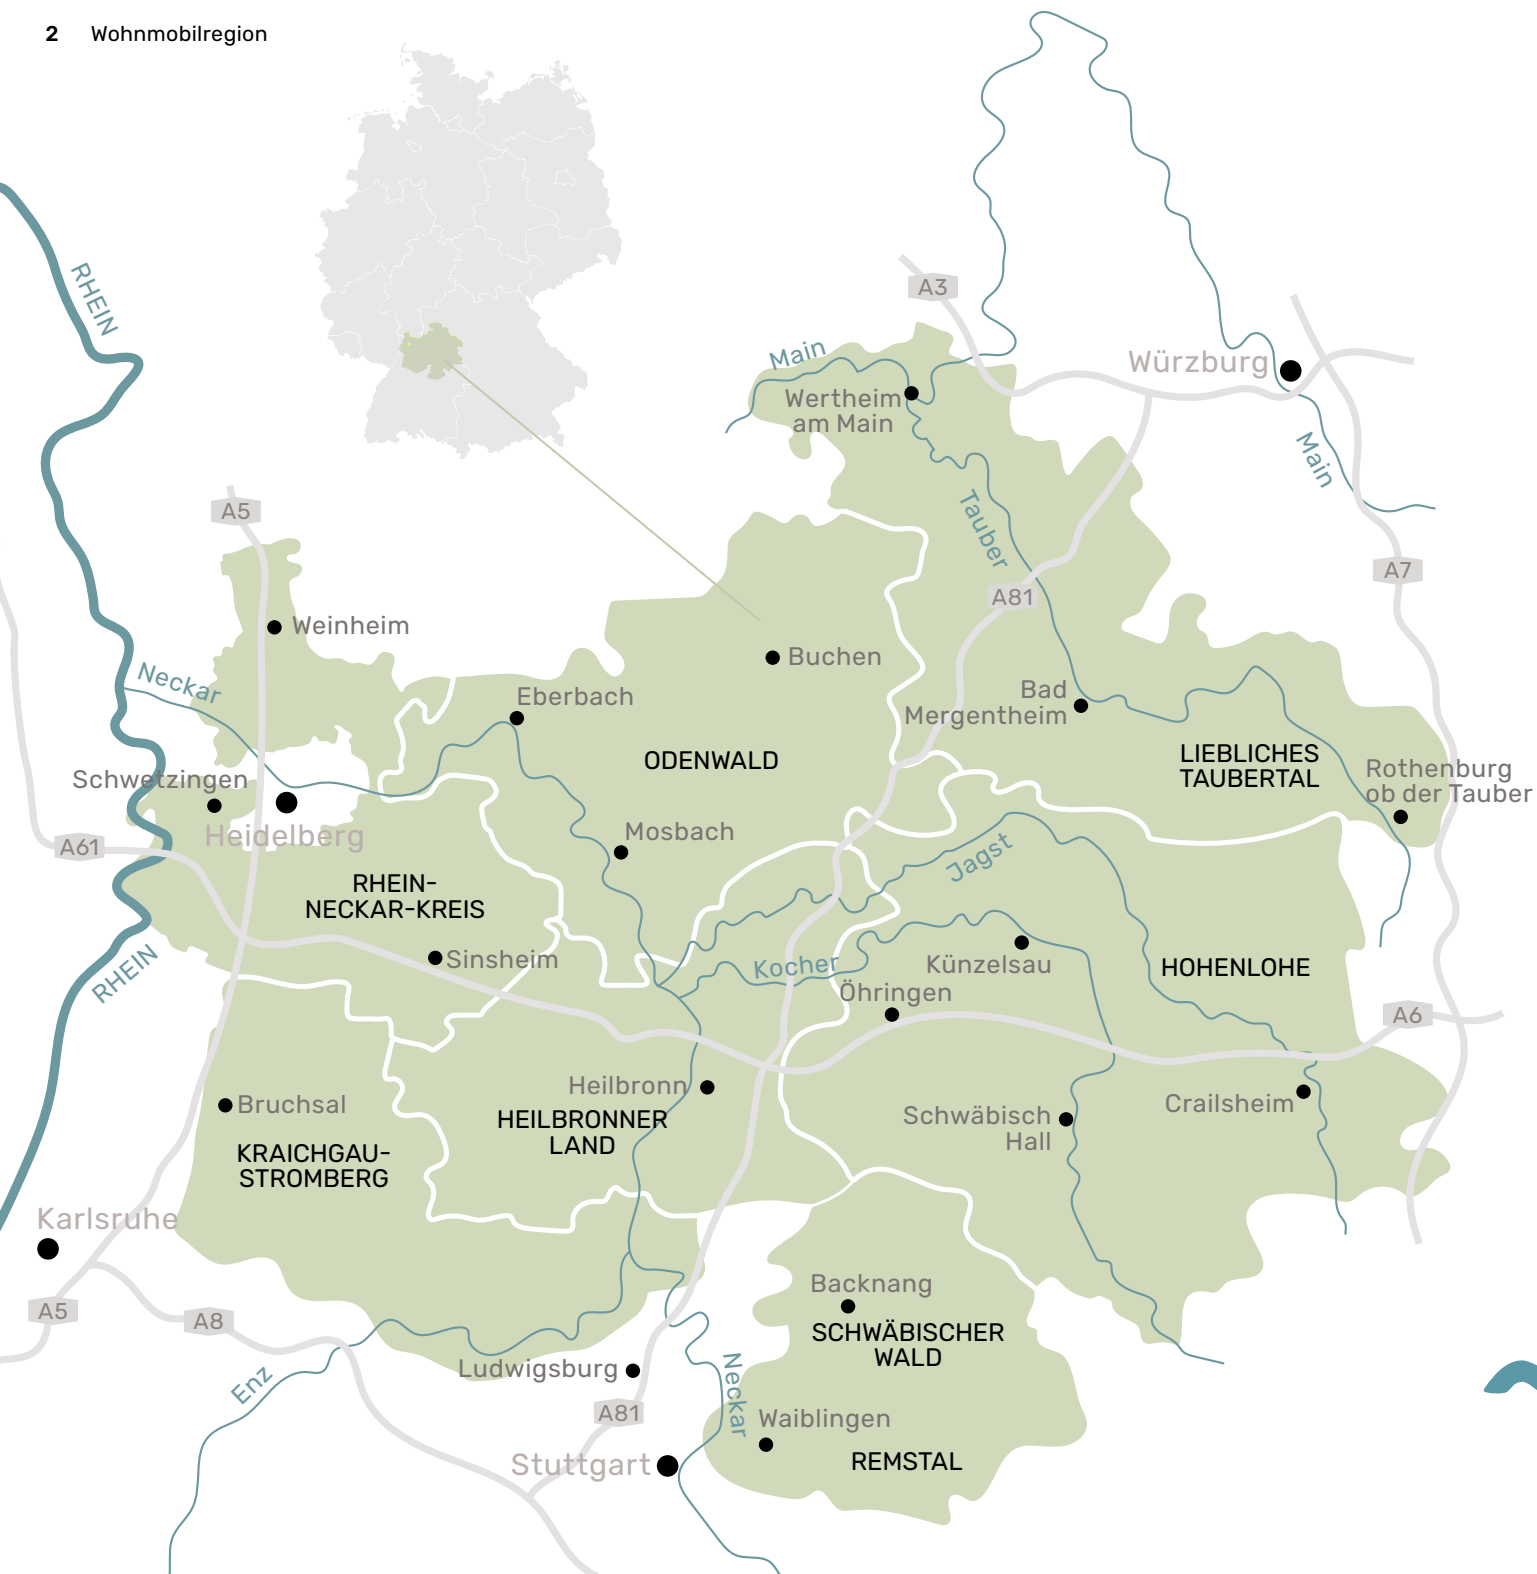 2 Wohnmobilregion
RHEIN
A3
Main
Würzburg
Wertheim
am Main
Main
A5
Tauber
A7
A81
Weinheim
Buchen
Neckar
Eberbach
Bad
Mergentheim
ODENWALD
LIEBLICHES
TAUBERTAL
Rothenburg
ob der Tauber
Schwetzingen
Heidelberg
Mosbach
A61
Jagst
RHEIN-
NECKAR-KREIS
Sinsheim
Kocher
Künzelsau
HOHENLOHE
RHEIN
Öhringen
A6
Heilbronn
HEILBRONNER
LAND
Bruchsal
Schwäbisch
Hall
Crailsheim
KRAICHGAU-
STROMBERG
Karlsruhe
Backnang
A5
A8
SCHWÄBISCHER
WALD
Enz
Ludwigsburg
Neckar
A81
Waiblingen
Stuttgart
REMSTAL